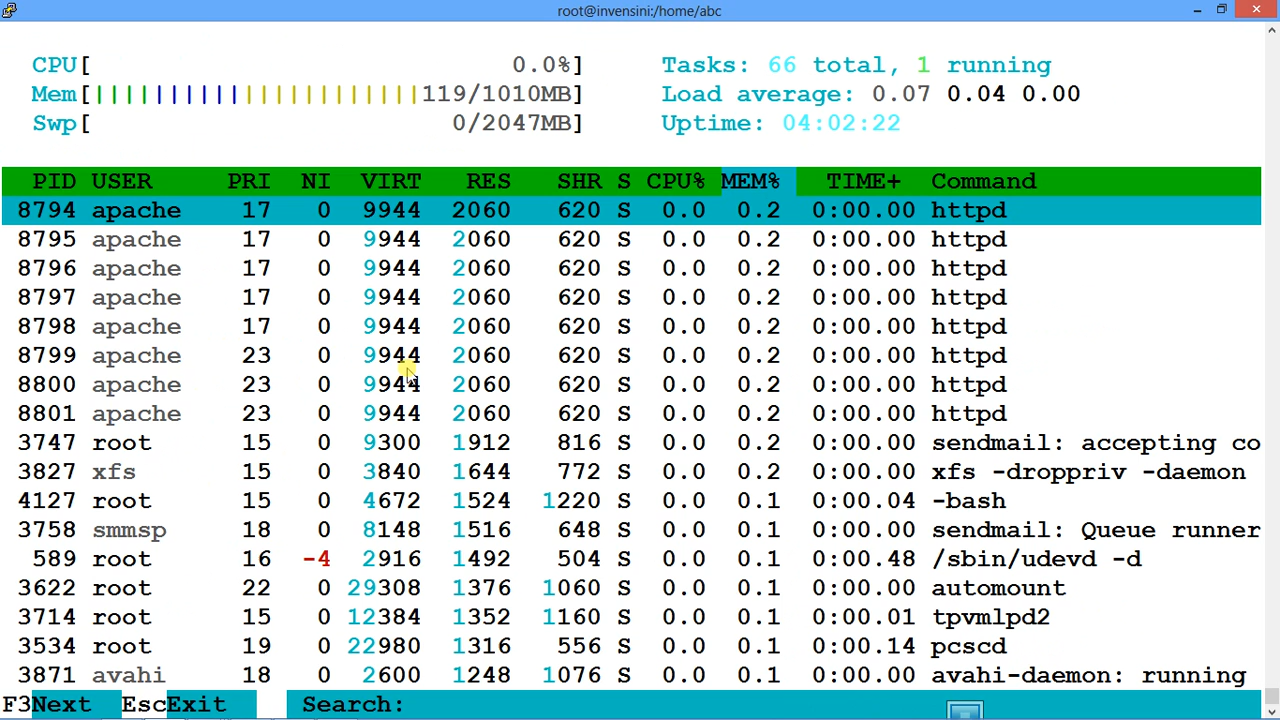 root@invensini:/home/abc
CPU[ 0.0%] Tasks: 66 total, 1 running
Mem[||||||||||||||||||||||119/1010MB] Load average: 0.07 0.04 0.00
Swp[ 0/2047MB] Uptime: 04:02:22
PID USER PRI NI VIRT RES SHR S CPU% MEM% TIME+ Command
8794 apache 17 0 9944 2060 620 S 0.0 0.2 0:00.00 httpd
8795 apache 17 0 9944 2060 620 S 0.0 0.2 0:00.00 httpd
8796 apache 17 0 9944 2060 620 S 0.0 0.2 0:00.00 httpd
8797 apache 17 0 9944 2060 620 S 0.0 0.2 0:00.00 httpd
8798 apache 17 0 9944 2060 620 S 0.0 0.2 0:00.00 httpd
8799 apache 23 0 9944 2060 620 S 0.0 0.2 0:00.00 httpd
8800 apache 23 0 9944 2060 620 S 0.0 0.2 0:00.00 httpd
8801 apache 23 0 9944 2060 620 S 0.0 0.2 0:00.00 httpd
3747 root 15 0 9300 1912 816 S 0.0 0.2 0:00.00 sendmail: accepting co
3827 xfs 15 0 3840 1644 772 S 0.0 0.2 0:00.00 xfs -droppriv -daemon
4127 root 15 0 4672 1524 1220 S 0.0 0.1 0:00.04 -bash
3758 smmsp 18 0 8148 1516 648 S 0.0 0.1 0:00.00 sendmail: Queue runner
589 root 16 -4 2916 1492 504 S 0.0 0.1 0:00.48 /sbin/udevd -d
3622 root 22 0 29308 1376 1060 S 0.0 0.1 0:00.00 automount
3714 root 15 0 12384 1352 1160 S 0.0 0.1 0:00.01 tpvmlpd2
3534 root 19 0 22980 1316 556 S 0.0 0.1 0:00.14 pcscd
3871 avahi 18 0 2600 1248 1076 S 0.0 0.1 0:00.00 avahi-daemon: running
F3Next EscExit Search: